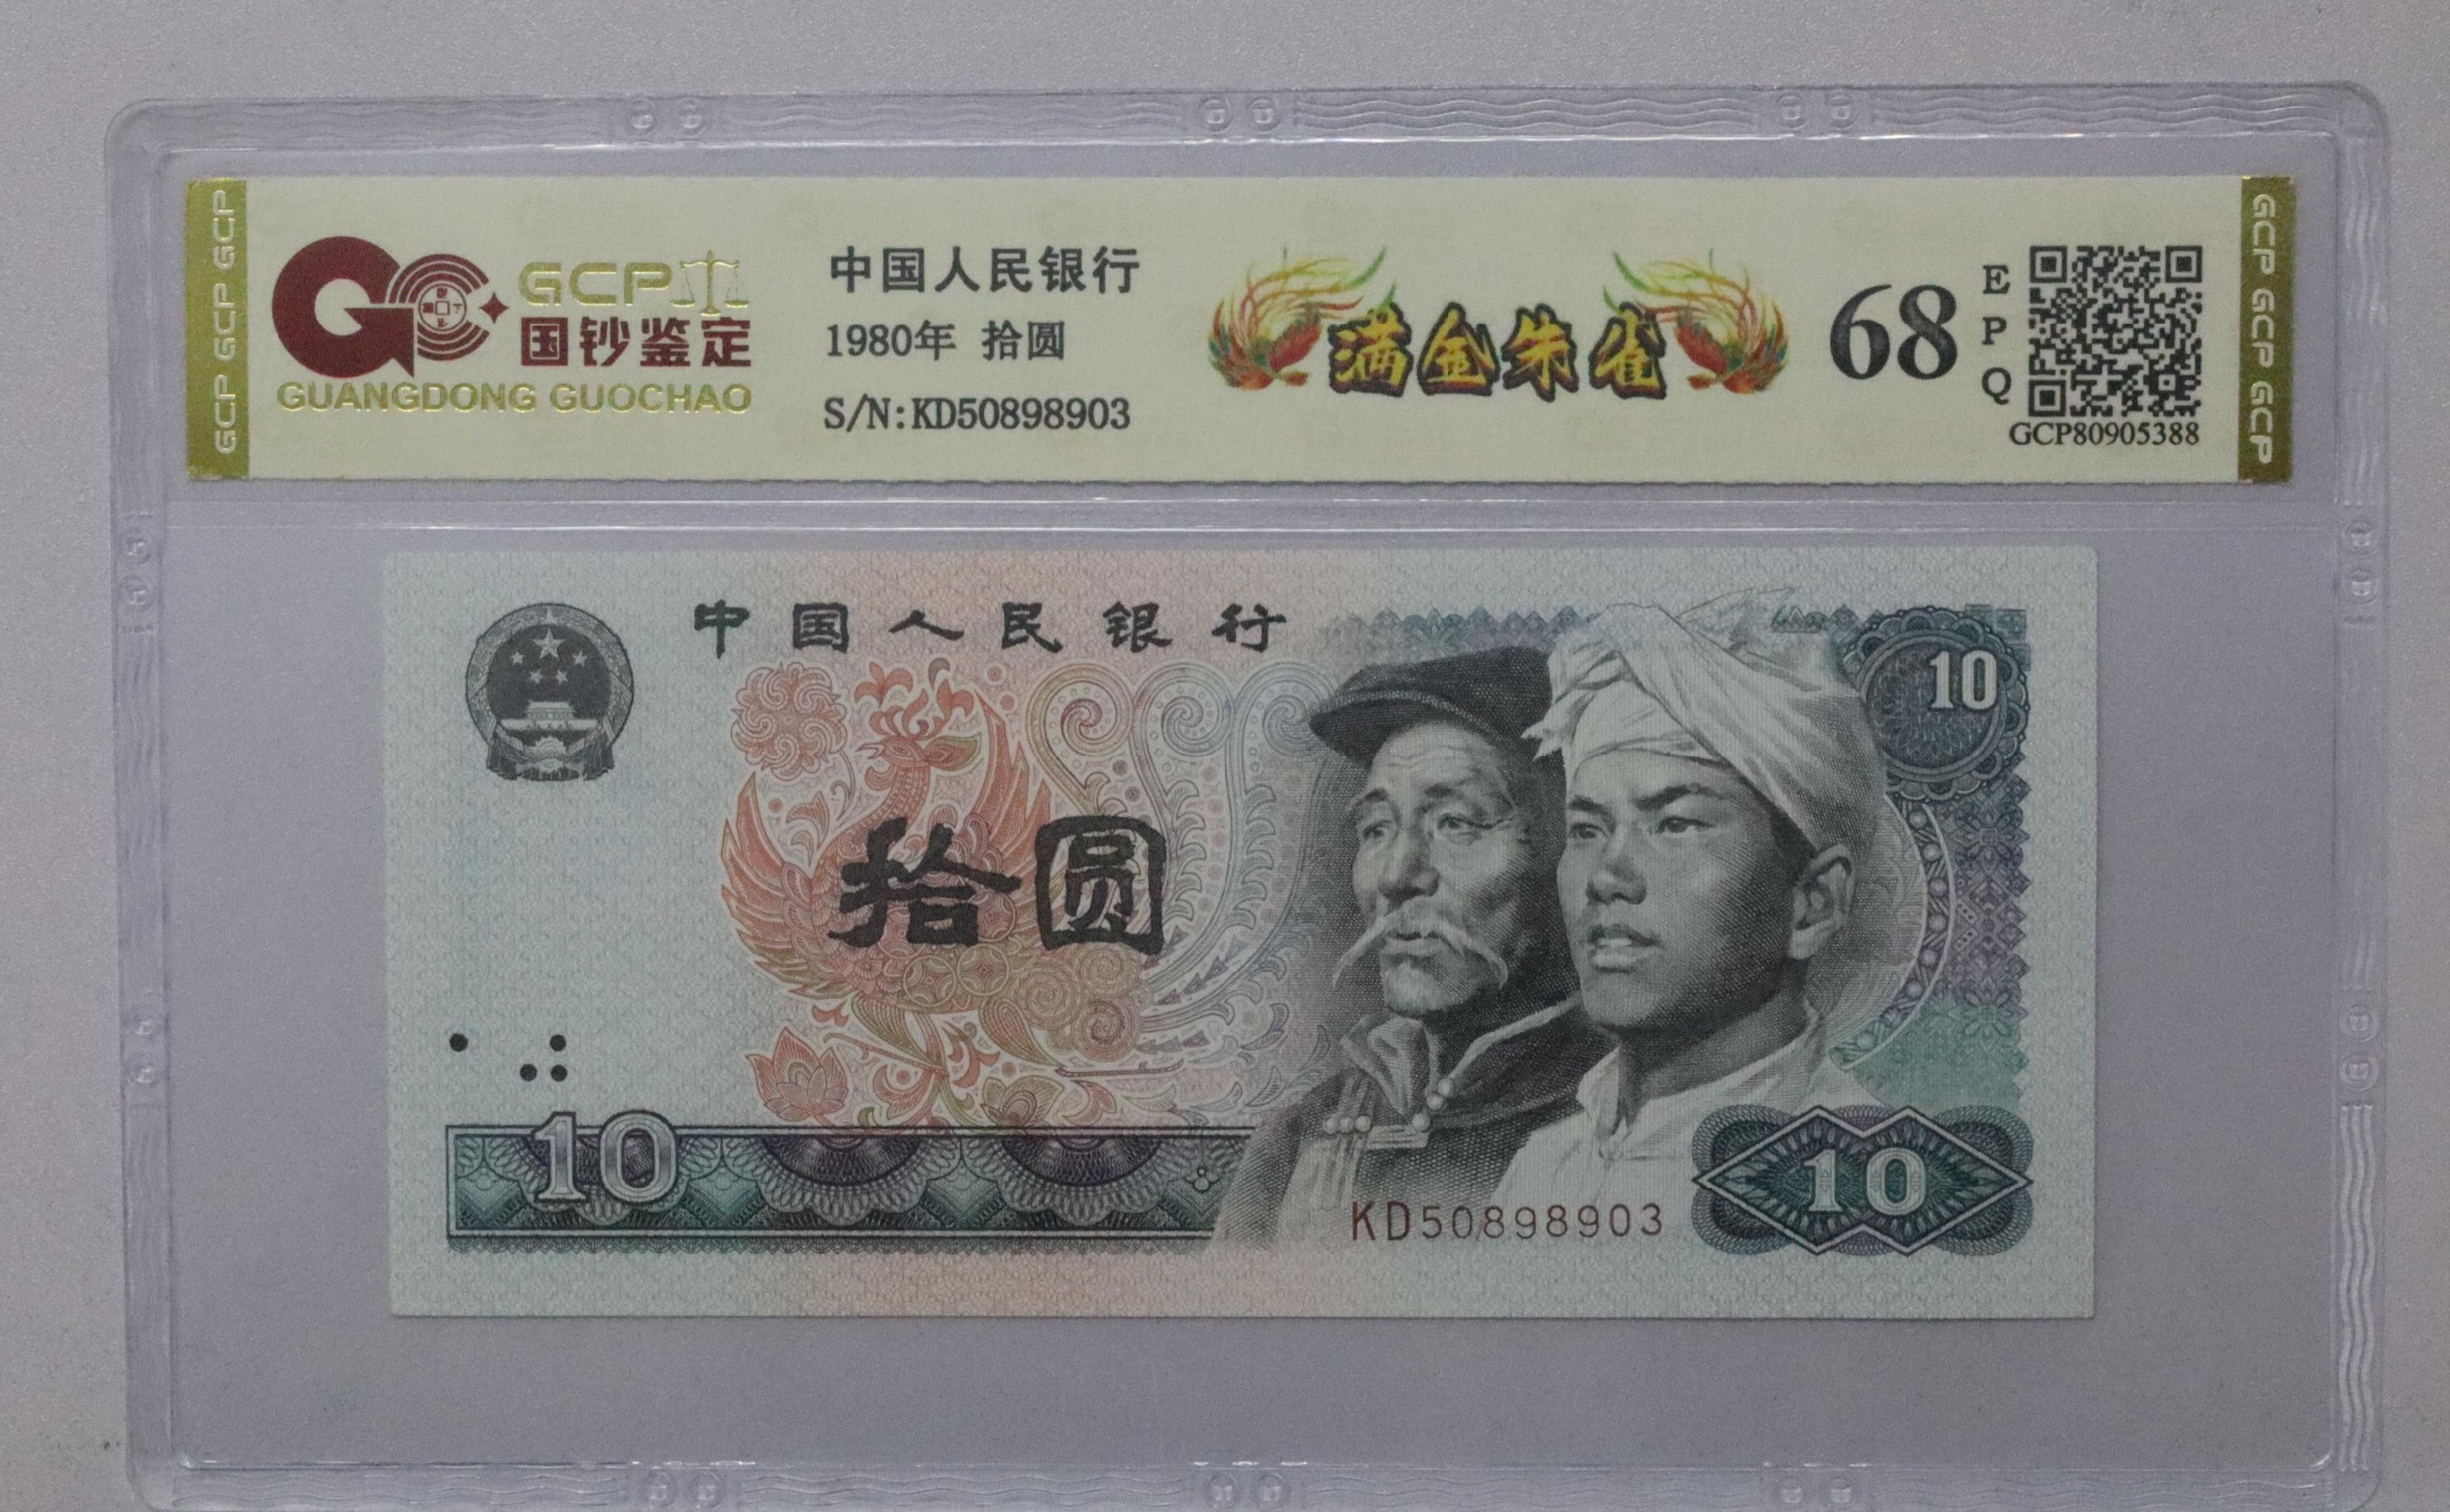 GCP GCP GCP
GCP
国钞鉴定
GUANGDONG GUOCHAO
中国人民银行
1980年 拾圆
S/N:KD50898903
满金朱雀
68
EPQ
GCP80905388
GCP GCP GCP
中国人民银行
10
拾圆
10
KD50898903
10